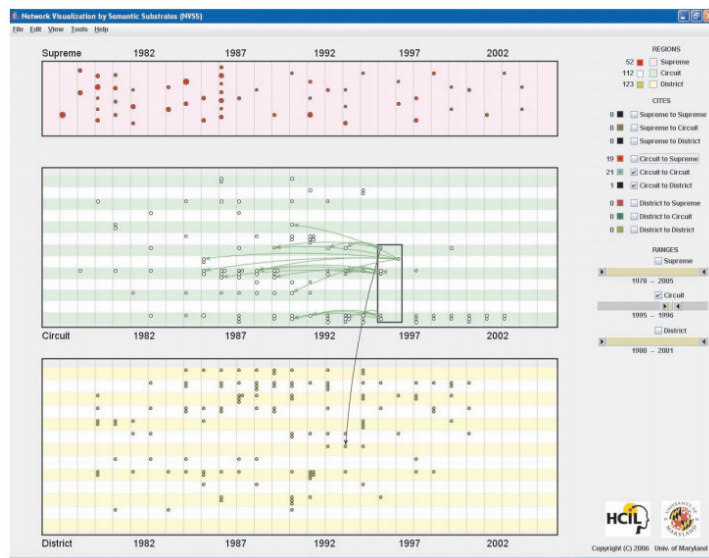 Network Visualization by Semantic Substrates (NVSS)
File Edit View Tools Help
Supreme 1982 1987 1992 1997 2002
REGIONS
52 Supreme
112 Circuit
123 District
CITES
0 Supreme to Supreme
0 Supreme to Circuit
0 Supreme to District
19 Circuit to Supreme
21 Circuit to Circuit
1 Circuit to District
0 District to Supreme
0 District to Circuit
0 District to District
RANGES
Supreme
1978 – 2005
Circuit
1995 – 1996
District
1980 – 2001
Circuit 1982 1987 1992 1997 2002
District 1982 1987 1992 1997 2002
HCIL
UNIVERSITY OF
MARYLAND
Copyright (C) 2006 Univ. of Maryland